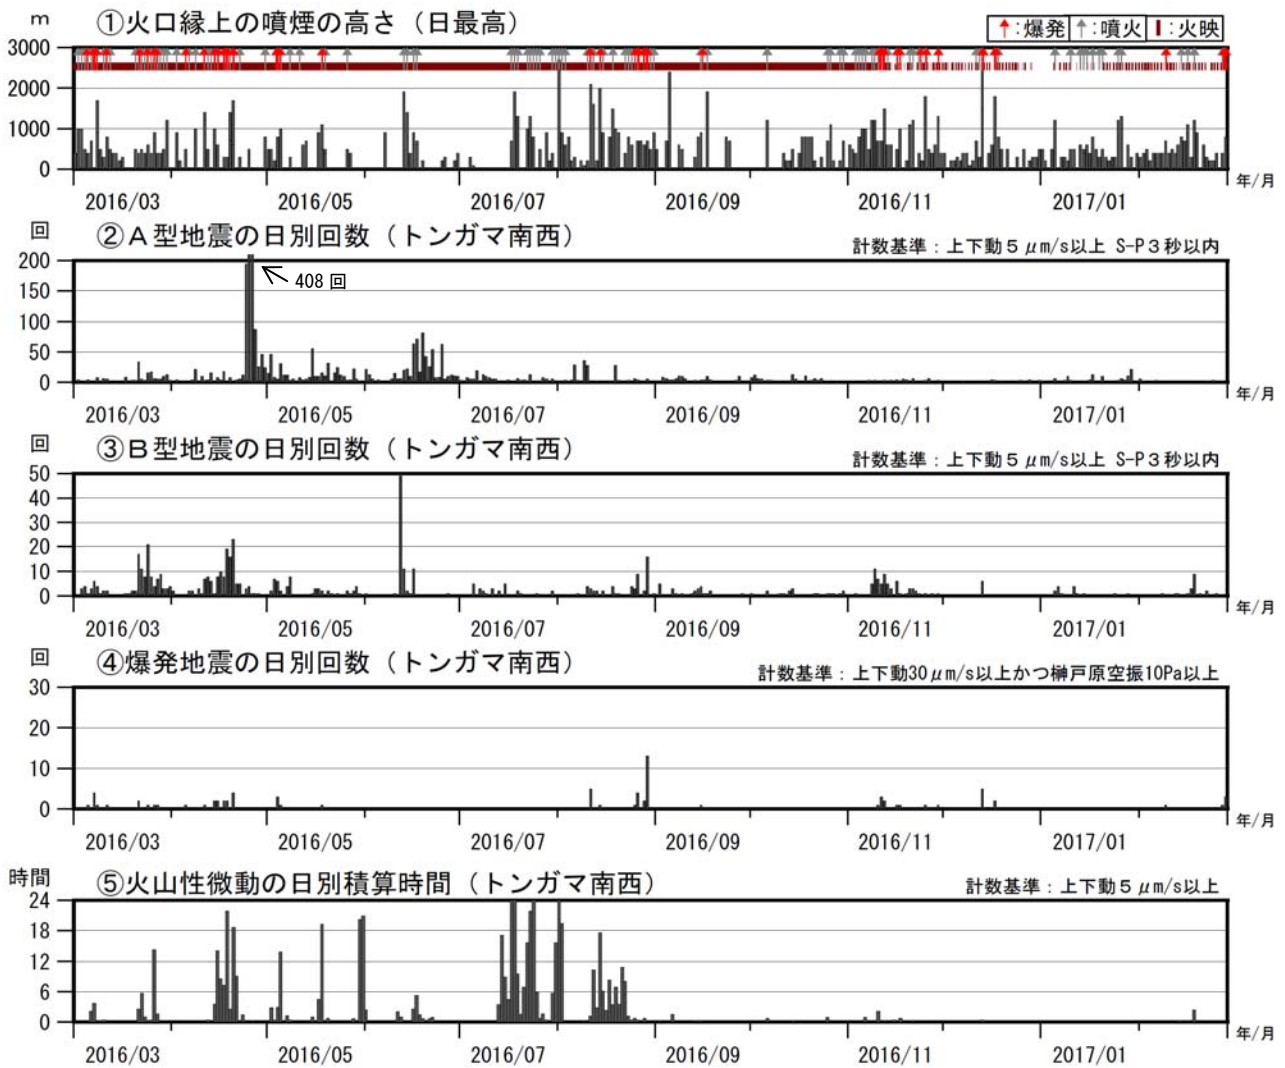 m ①火口縁上の噴煙の高さ（日最高）
↑:爆発 ↑:噴火 ┃:火映
3000
2000
1000
0
2016/03 2016/05 2016/07 2016/09 2016/11 2017/01 年/月
回 ②A型地震の日別回数（トンガマ南西）
計数基準：上下動5μm/s以上 S-P3秒以内
200
150
100
50
0
408 回
2016/03 2016/05 2016/07 2016/09 2016/11 2017/01 年/月
回 ③B型地震の日別回数（トンガマ南西）
計数基準：上下動5μm/s以上 S-P3秒以内
50
40
30
20
10
0
2016/03 2016/05 2016/07 2016/09 2016/11 2017/01 年/月
回 ④爆発地震の日別回数（トンガマ南西）
計数基準：上下動30μm/s以上かつ榊戸原空振10Pa以上
30
20
10
0
2016/03 2016/05 2016/07 2016/09 2016/11 2017/01 年/月
時間 ⑤火山性微動の日別積算時間（トンガマ南西）
計数基準：上下動5μm/s以上
24
18
12
6
0
2016/03 2016/05 2016/07 2016/09 2016/11 2017/01 年/月